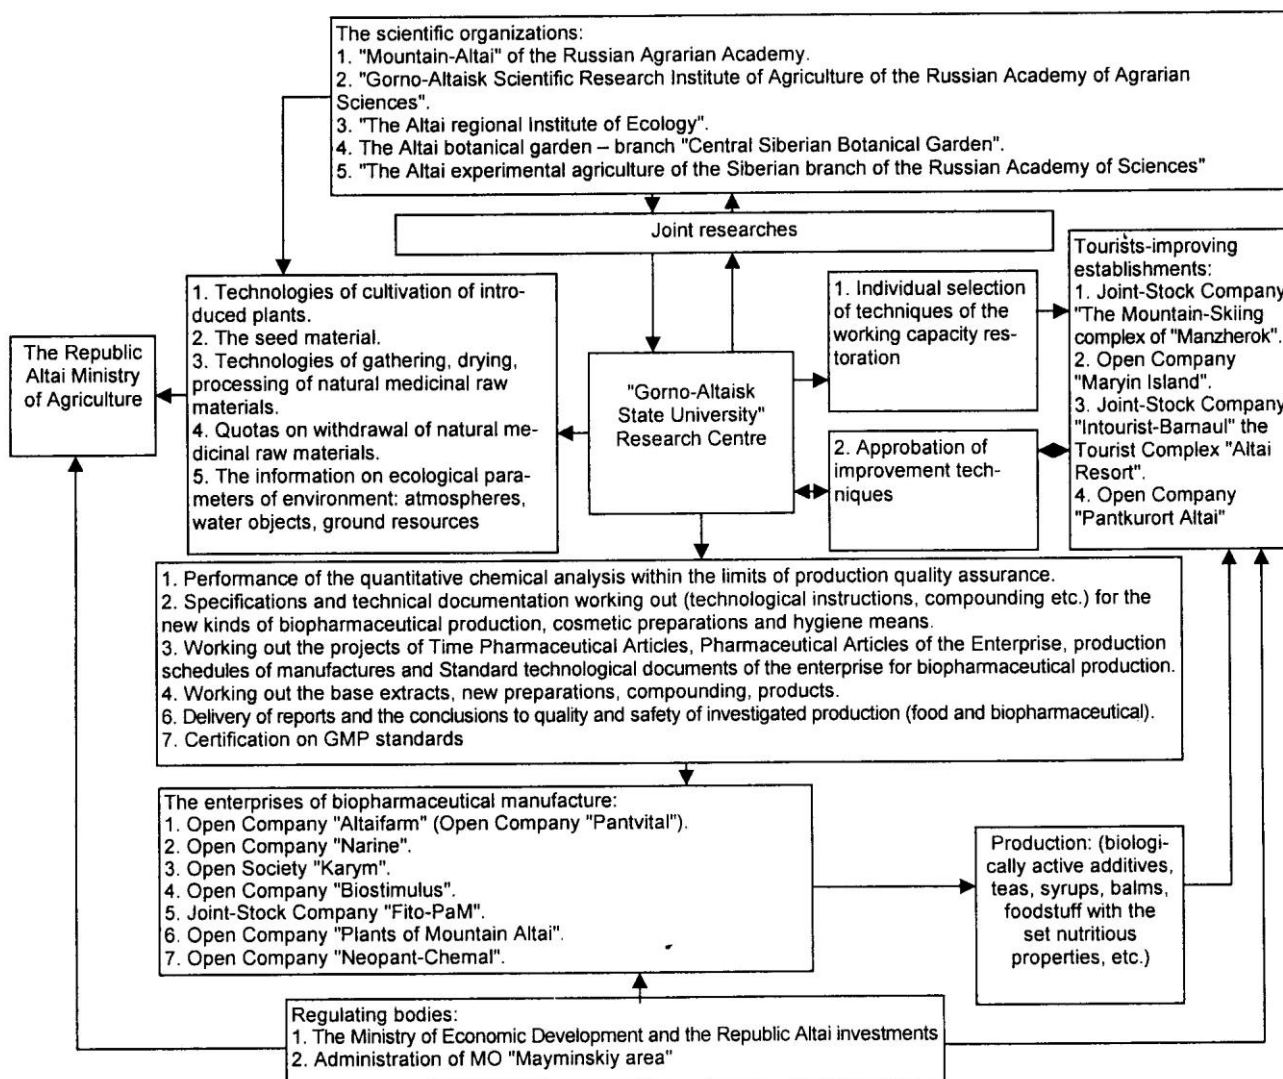 The scientific organizations:
1. "Mountain-Altai" of the Russian Agrarian Academy.
2. "Gorno-Altaisk Scientific Research Institute of Agriculture of the Russian Academy of Agrarian
Sciences".
3. "The Altai regional Institute of Ecology".
4. The Altai botanical garden – branch "Central Siberian Botanical Garden".
5. "The Altai experimental agriculture of the Siberian branch of the Russian Academy of Sciences"
Joint researches
The Republic
Altai Ministry
of Agriculture
1. Technologies of cultivation of intro-
duced plants.
2. The seed material.
3. Technologies of gathering, drying,
processing of natural medicinal raw
materials.
4. Quotas on withdrawal of natural me-
dicinal raw materials.
5. The information on ecological para-
meters of environment: atmospheres,
water objects, ground resources
"Gorno-Altaisk
State University"
Research Centre
1. Individual selection
of techniques of the
working capacity res-
toration
2. Approbation of
improvement tech-
niques
Tourists-improving
establishments:
1. Joint-Stock Company
"The Mountain-Skiing
complex of "Manzherok".
2. Open Company
"Maryin Island".
3. Joint-Stock Company
"Intourist-Barnaul" the
Tourist Complex "Altai
Resort".
4. Open Company
"Pantkurort Altai"
1. Performance of the quantitative chemical analysis within the limits of production quality assurance.
2. Specifications and technical documentation working out (technological instructions, compounding etc.) for the
new kinds of biopharmaceutical production, cosmetic preparations and hygiene means.
3. Working out the projects of Time Pharmaceutical Articles, Pharmaceutical Articles of the Enterprise, production
schedules of manufactures and Standard technological documents of the enterprise for biopharmaceutical production.
4. Working out the base extracts, new preparations, compounding, products.
6. Delivery of reports and the conclusions to quality and safety of investigated production (food and biopharmaceutical).
7. Certification on GMP standards
The enterprises of biopharmaceutical manufacture:
1. Open Company "Altaifarm" (Open Company "Pantvital").
2. Open Company "Narine".
3. Open Society "Karym".
4. Open Company "Biostimulus".
5. Joint-Stock Company "Fito-PaM".
6. Open Company "Plants of Mountain Altai".
7. Open Company "Neopant-Chemal".
Production: (biologi-
cally active additives,
teas, syrups, balms,
foodstuff with the
set nutritious
properties, etc.)
Regulating bodies:
1. The Ministry of Economic Development and the Republic Altai investments
2. Administration of MO "Mayminskiy area"